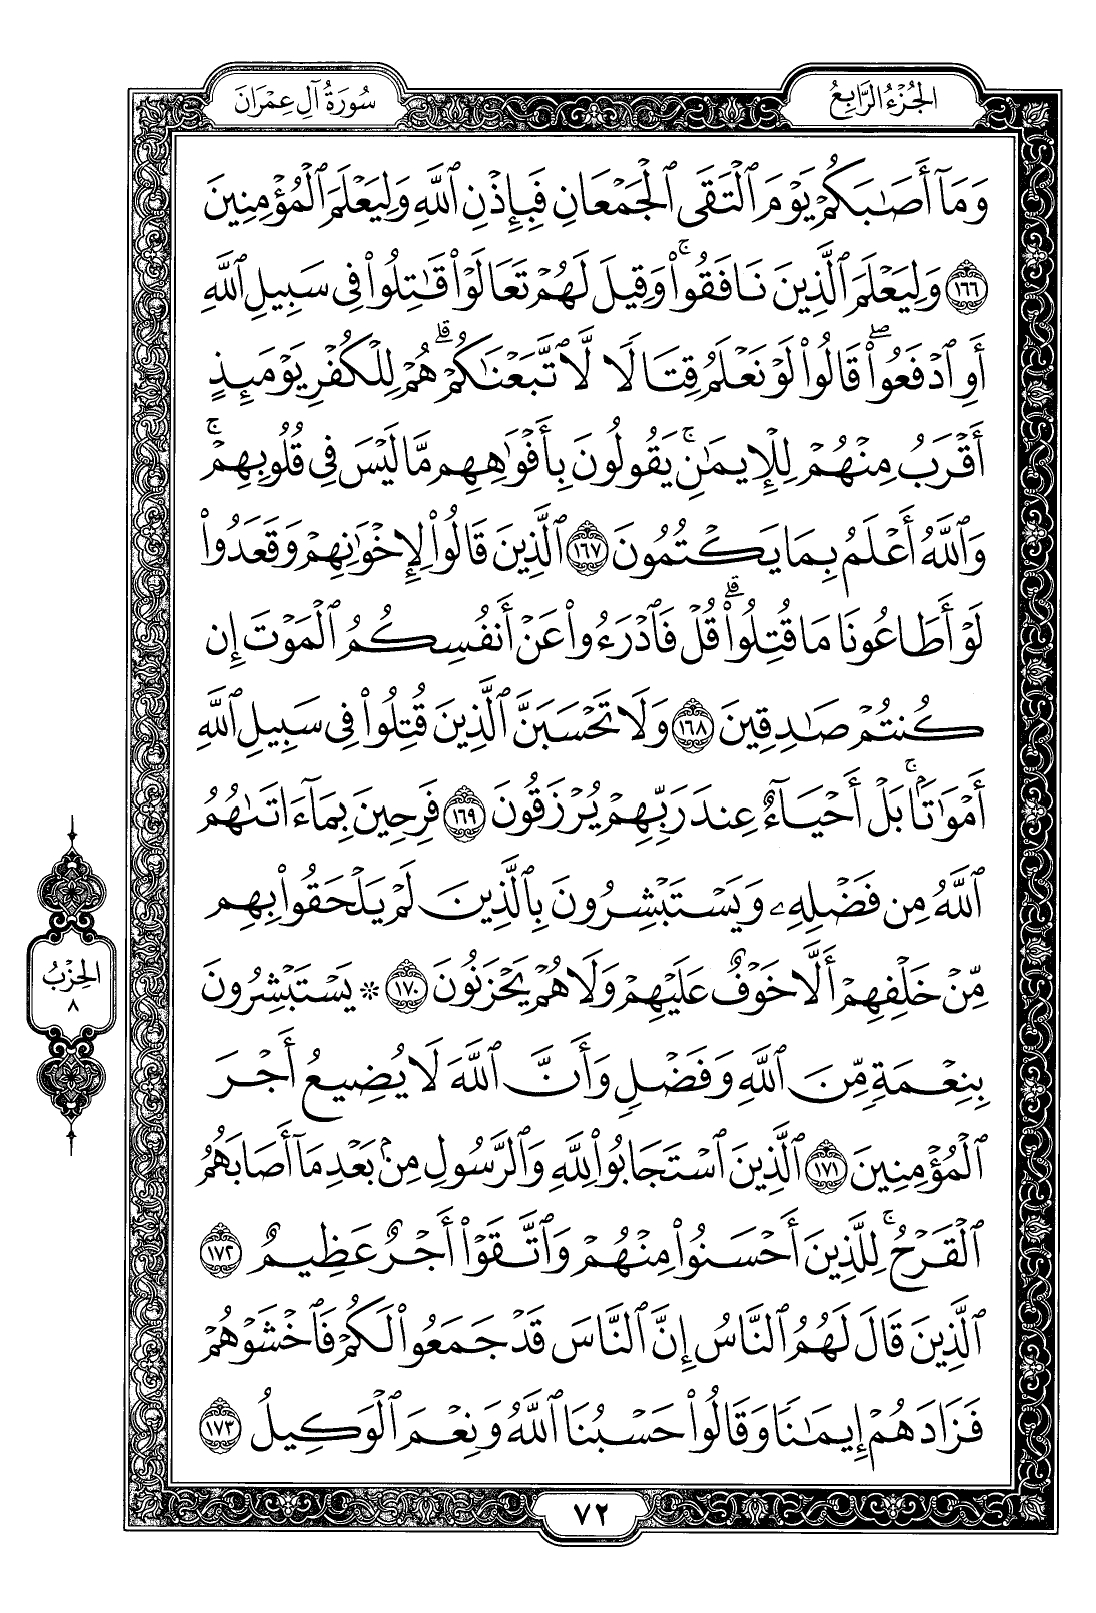 الجُزْءُ الرَّابِعُ
سُورَةُ آلِ عِمْرَانَ
وَمَآ أَصَـٰبَكُمْ يَوْمَ ٱلْتَقَى ٱلْجَمْعَانِ فَبِإِذْنِ ٱللَّهِ وَلِيَعْلَمَ ٱلْمُؤْمِنِينَ
١٦٦ وَلِيَعْلَمَ ٱلَّذِينَ نَافَقُوا۟ۚ وَقِيلَ لَهُمْ تَعَالَوْا۟ قَـٰتِلُوا۟ فِى سَبِيلِ ٱللَّهِ
أَوِ ٱدْفَعُوا۟ۖ قَالُوا۟ لَوْ نَعْلَمُ قِتَالًا لَّٱتَّبَعْنَـٰكُمْۗ هُمْ لِلْكُفْرِ يَوْمَئِذٍ
أَقْرَبُ مِنْهُمْ لِلْإِيمَـٰنِۚ يَقُولُونَ بِأَفْوَٰهِهِم مَّا لَيْسَ فِى قُلُوبِهِمْۚ
وَٱللَّهُ أَعْلَمُ بِمَا يَكْتُمُونَ ١٦٧ ٱلَّذِينَ قَالُوا۟ لِإِخْوَٰنِهِمْ وَقَعَدُوا۟
لَوْ أَطَاعُونَا مَا قُتِلُوا۟ۗ قُلْ فَٱدْرَءُوا۟ عَنْ أَنفُسِكُمُ ٱلْمَوْتَ إِن
كُنتُمْ صَـٰدِقِينَ ١٦٨ وَلَا تَحْسَبَنَّ ٱلَّذِينَ قُتِلُوا۟ فِى سَبِيلِ ٱللَّهِ
أَمْوَٰتًۢاۚ بَلْ أَحْيَآءٌ عِندَ رَبِّهِمْ يُرْزَقُونَ ١٦٩ فَرِحِينَ بِمَآ ءَاتَىٰهُمُ
ٱللَّهُ مِن فَضْلِهِۦ وَيَسْتَبْشِرُونَ بِٱلَّذِينَ لَمْ يَلْحَقُوا۟ بِهِم
مِّنْ خَلْفِهِمْ أَلَّا خَوْفٌ عَلَيْهِمْ وَلَا هُمْ يَحْزَنُونَ ١٧٠ * يَسْتَبْشِرُونَ
بِنِعْمَةٍ مِّنَ ٱللَّهِ وَفَضْلٍ وَأَنَّ ٱللَّهَ لَا يُضِيعُ أَجْرَ
ٱلْمُؤْمِنِينَ ١٧١ ٱلَّذِينَ ٱسْتَجَابُوا۟ لِلَّهِ وَٱلرَّسُولِ مِنۢ بَعْدِ مَآ أَصَابَهُمُ
ٱلْقَرْحُۚ لِلَّذِينَ أَحْسَنُوا۟ مِنْهُمْ وَٱتَّقَوْا۟ أَجْرٌ عَظِيمٌ ١٧٢
ٱلَّذِينَ قَالَ لَهُمُ ٱلنَّاسُ إِنَّ ٱلنَّاسَ قَدْ جَمَعُوا۟ لَكُمْ فَٱخْشَوْهُمْ
فَزَادَهُمْ إِيمَـٰنًا وَقَالُوا۟ حَسْبُنَا ٱللَّهُ وَنِعْمَ ٱلْوَكِيلُ ١٧٣
الحِزْبُ
٨
٧٢